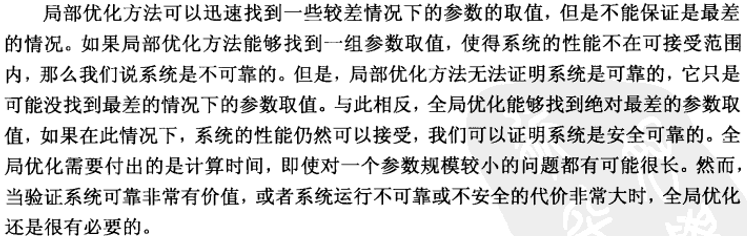 局部优化方法可以迅速找到一些较差情况下的参数的取值，但是不能保证是最差
的情况。如果局部优化方法能够找到一组参数取值，使得系统的性能不在可接受范围
内，那么我们说系统是不可靠的。但是，局部优化方法无法证明系统是可靠的，它只是
可能没找到最差的情况下的参数取值。与此相反，全局优化能够找到绝对最差的参数取
值，如果在此情况下，系统的性能仍然可以接受，我们可以证明系统是安全可靠的。全
局优化需要付出的是计算时间，即使对一个参数规模较小的问题都有可能很长。然而，
当验证系统可靠非常有价值，或者系统运行不可靠或不安全的代价非常大时，全局优化
还是很有必要的。